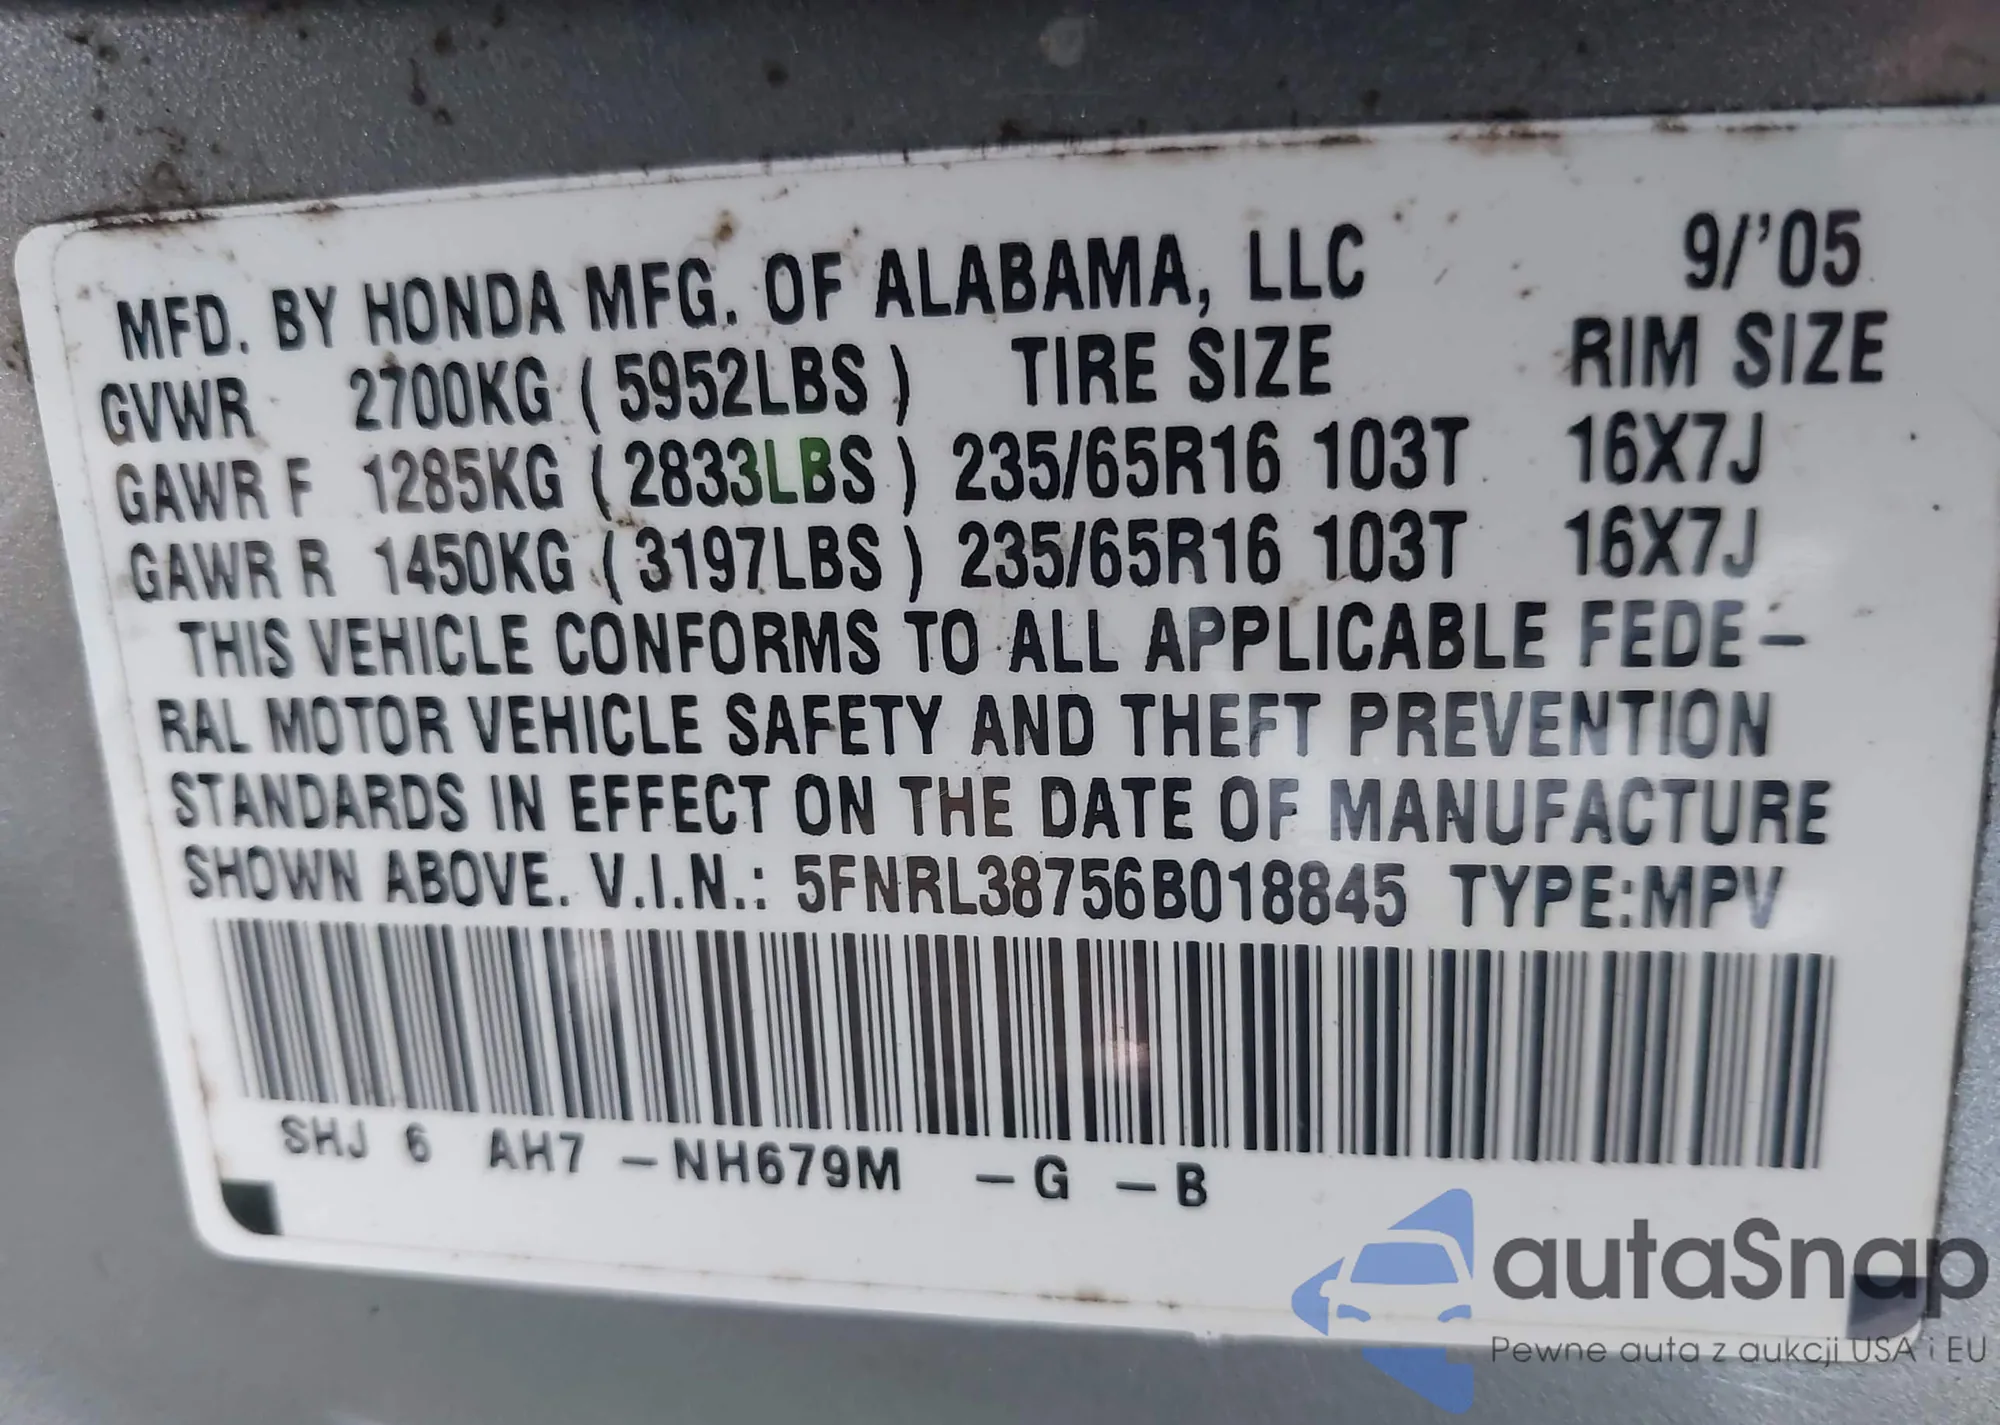 MFD. BY HONDA MFG. OF ALABAMA, LLC 9/'05
GVWR 2700KG ( 5952LBS ) TIRE SIZE RIM SIZE
GAWR F 1285KG ( 2833LBS ) 235/65R16 103T 16X7J
GAWR R 1450KG ( 3197LBS ) 235/65R16 103T 16X7J
THIS VEHICLE CONFORMS TO ALL APPLICABLE FEDE-
RAL MOTOR VEHICLE SAFETY AND THEFT PREVENTION
STANDARDS IN EFFECT ON THE DATE OF MANUFACTURE
SHOWN ABOVE. V.I.N.: 5FNRL38756B018845 TYPE:MPV
SHJ 6 AH7 -NH679M -G -B
autaSnap
Pewne auta z aukcji USA i EU